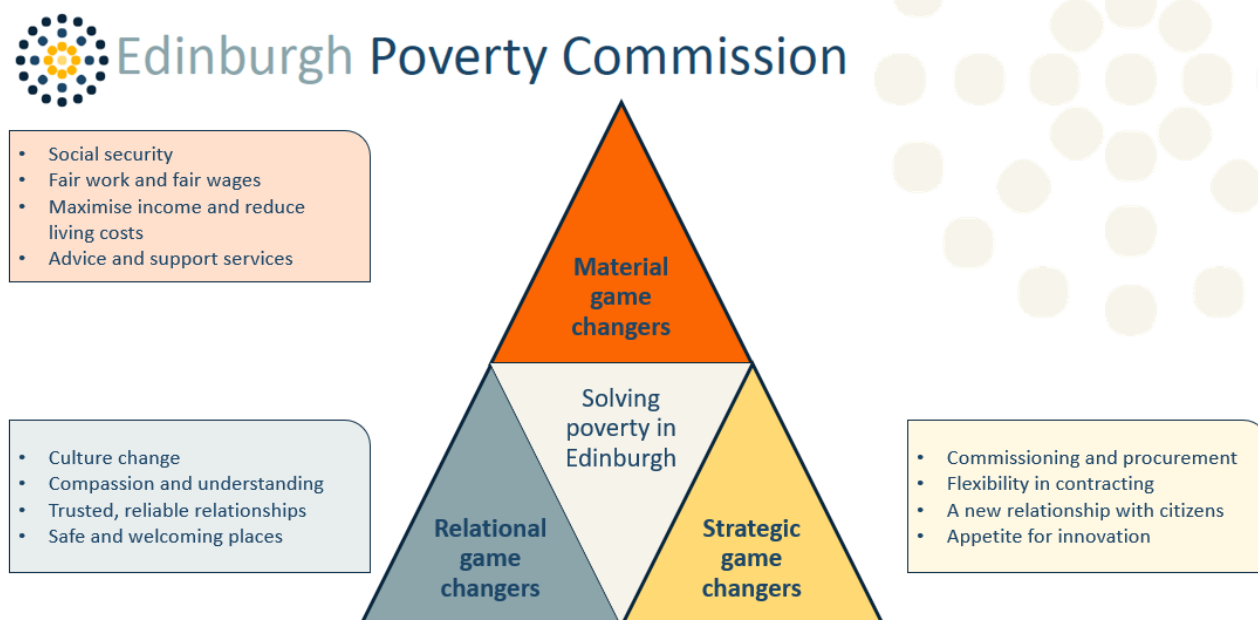 Edinburgh Poverty Commission
• Social security
• Fair work and fair wages
• Maximise income and reduce
living costs
• Advice and support services
Material
game
changers
Solving
poverty in
Edinburgh
• Culture change
• Compassion and understanding
• Trusted, reliable relationships
• Safe and welcoming places
Relational
game
changers
Strategic
game
changers
• Commissioning and procurement
• Flexibility in contracting
• A new relationship with citizens
• Appetite for innovation